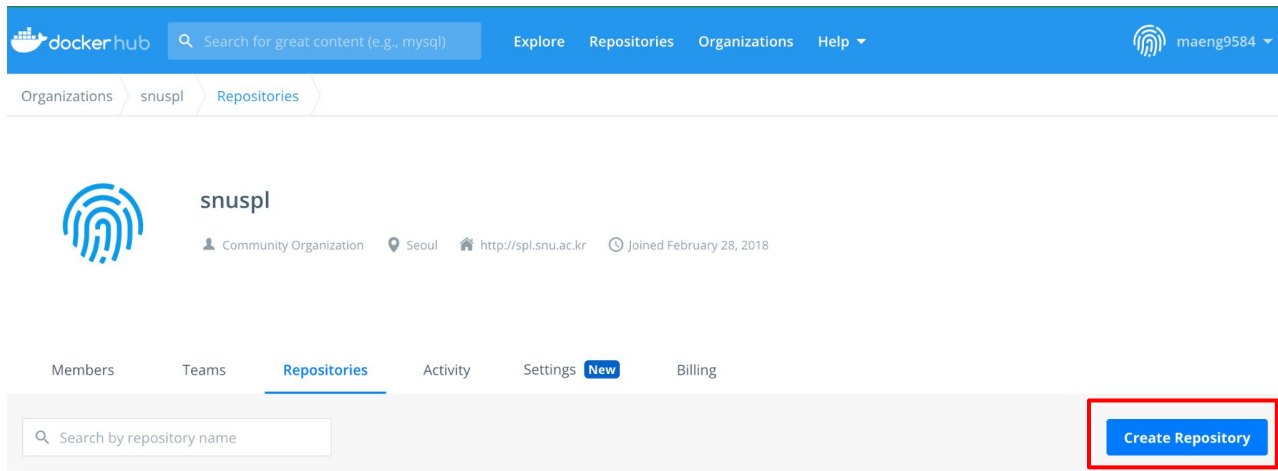 dockerhub Search for great content (e.g., mysql) Explore Repositories Organizations Help maeng9584
Organizations snuspl Repositories
snuspl
Community Organization Seoul http://spl.snu.ac.kr Joined February 28, 2018
Members Teams Repositories Activity Settings New Billing
Search by repository name Create Repository